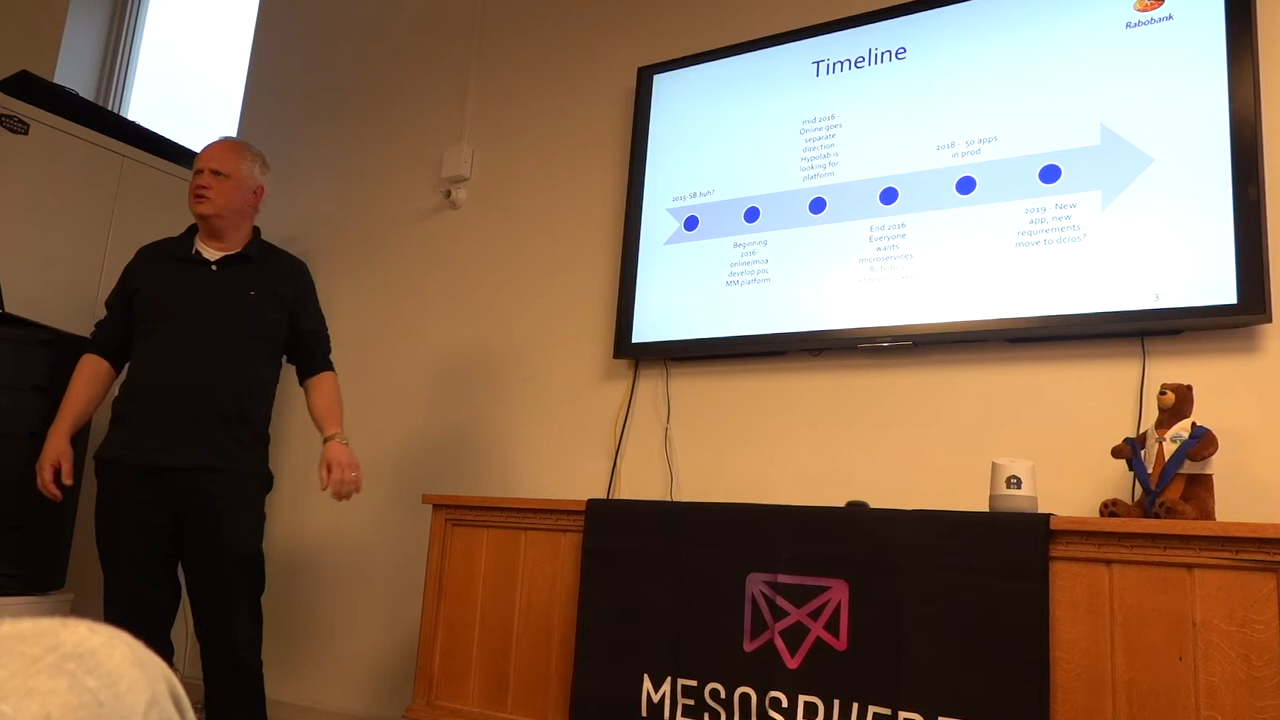 Rabobank
Timeline
2015-SB huh?
Beginning
2016-
online/moa
develop poc
MM platform
mid 2016 -
Online goes
separate
direction
Hypolab is
looking for
platform
End 2016
Everyone
wants
microservices
2018 - 50 apps
in prod
2019 - New
app, new
requirements
move to dc/os?
3
MESOSPHERE